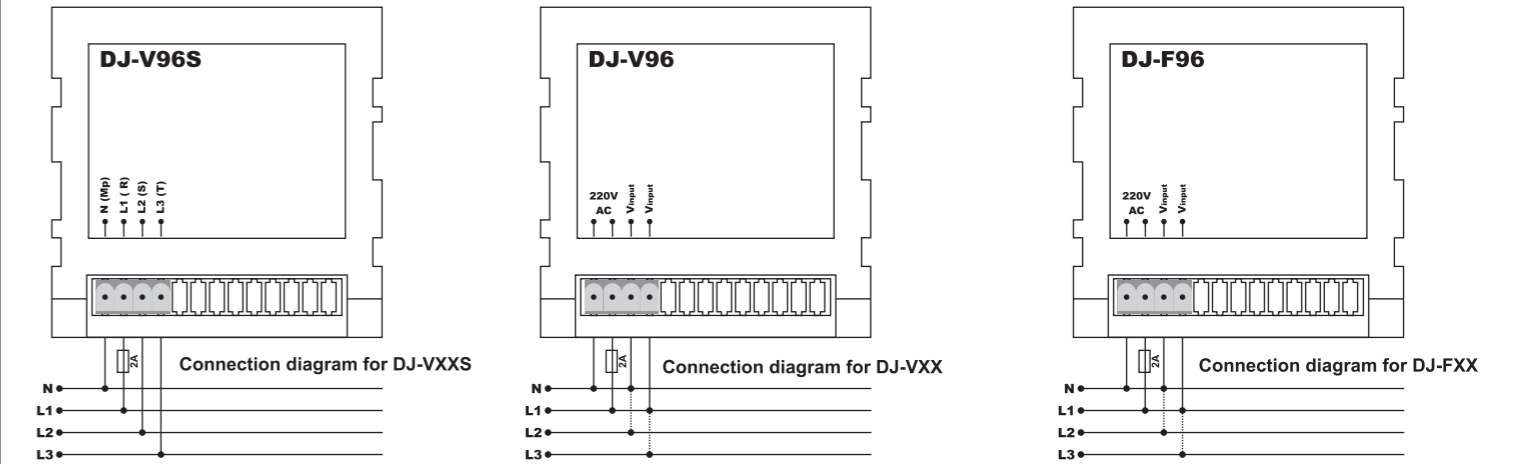 DJ-V96S
N (Mp)
L1 ( R)
L2 (S)
L3 (T)
2A
Connection diagram for DJ-VXXS
N
L1
L2
L3
DJ-V96
220V
AC
Vinput
Vinput
2A
Connection diagram for DJ-VXX
N
L1
L2
L3
DJ-F96
220V
AC
Vinput
Vinput
2A
Connection diagram for DJ-FXX
N
L1
L2
L3